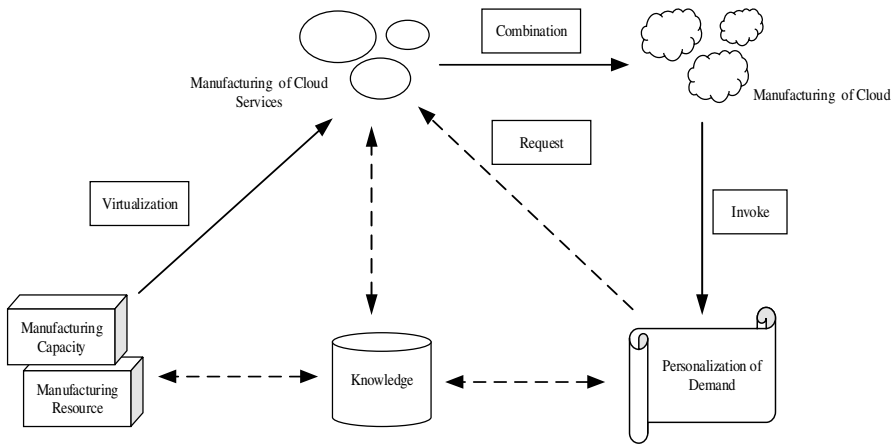 Combination
Manufacturing of Cloud
Services
Manufacturing of Cloud
Request
Virtualization
Invoke
Manufacturing
Capacity
Manufacturing
Resource
Knowledge
Personalization of
Demand